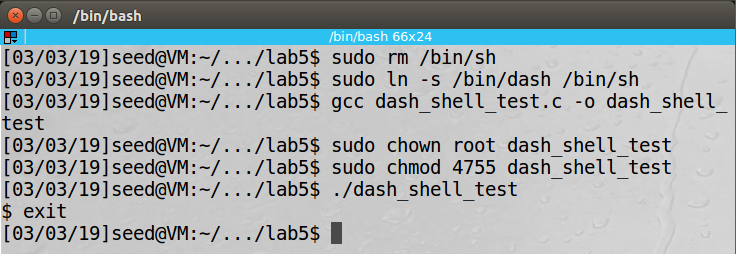 /bin/bash
/bin/bash 66x24
[03/03/19]seed@VM:~/.../lab5$ sudo rm /bin/sh
[03/03/19]seed@VM:~/.../lab5$ sudo ln -s /bin/dash /bin/sh
[03/03/19]seed@VM:~/.../lab5$ gcc dash_shell_test.c -o dash_shell_
test
[03/03/19]seed@VM:~/.../lab5$ sudo chown root dash_shell_test
[03/03/19]seed@VM:~/.../lab5$ sudo chmod 4755 dash_shell_test
[03/03/19]seed@VM:~/.../lab5$ ./dash_shell_test
$ exit
[03/03/19]seed@VM:~/.../lab5$